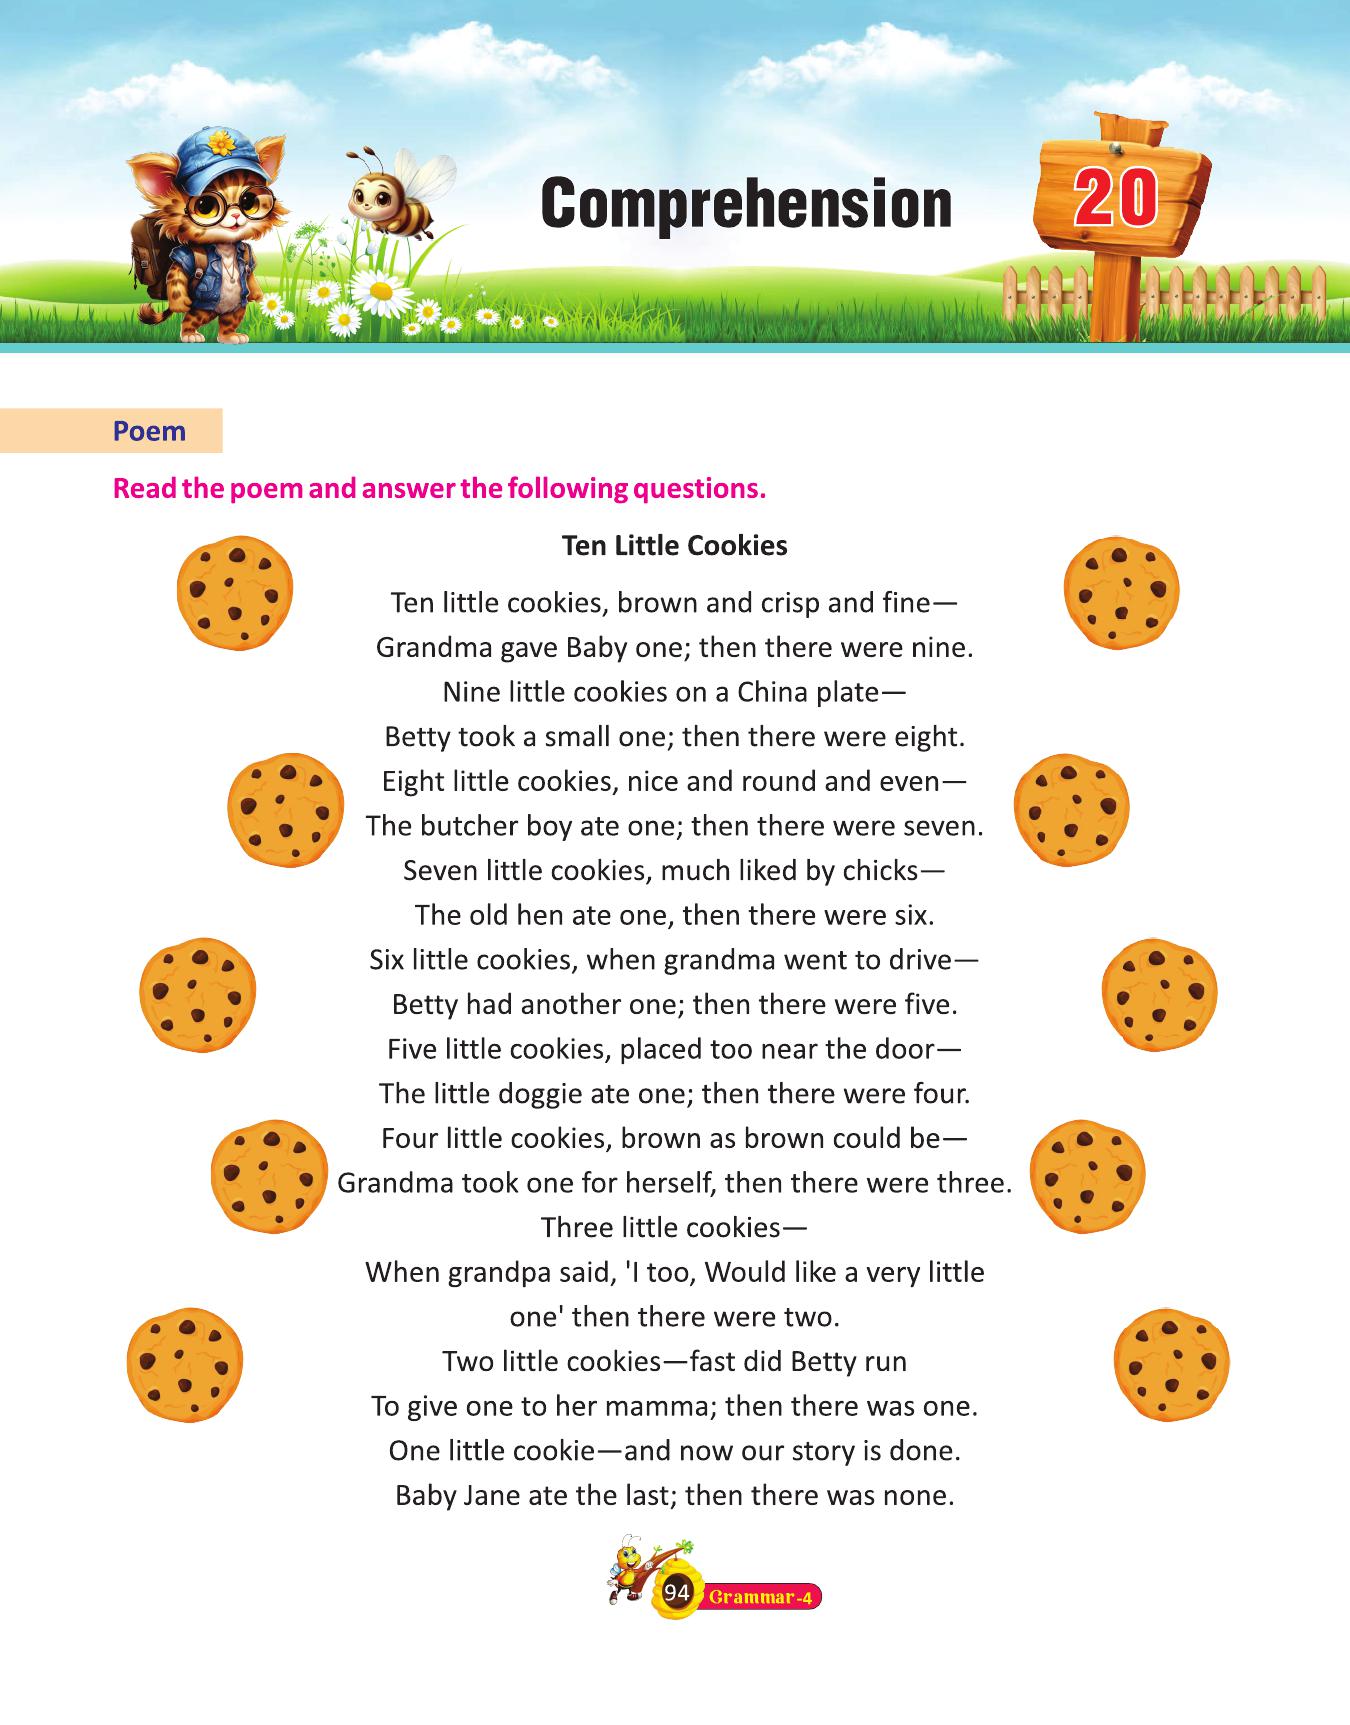 Comprehension
20
Poem
Read the poem and answer the following questions.
Ten Little Cookies
Ten little cookies, brown and crisp and fine—
Grandma gave Baby one; then there were nine.
Nine little cookies on a China plate—
Betty took a small one; then there were eight.
Eight little cookies, nice and round and even—
The butcher boy ate one; then there were seven.
Seven little cookies, much liked by chicks—
The old hen ate one, then there were six.
Six little cookies, when grandma went to drive—
Betty had another one; then there were five.
Five little cookies, placed too near the door—
The little doggie ate one; then there were four.
Four little cookies, brown as brown could be—
Grandma took one for herself, then there were three.
Three little cookies—
When grandpa said, 'I too, Would like a very little
one' then there were two.
Two little cookies—fast did Betty run
To give one to her mamma; then there was one.
One little cookie—and now our story is done.
Baby Jane ate the last; then there was none.
94 Grammar-4